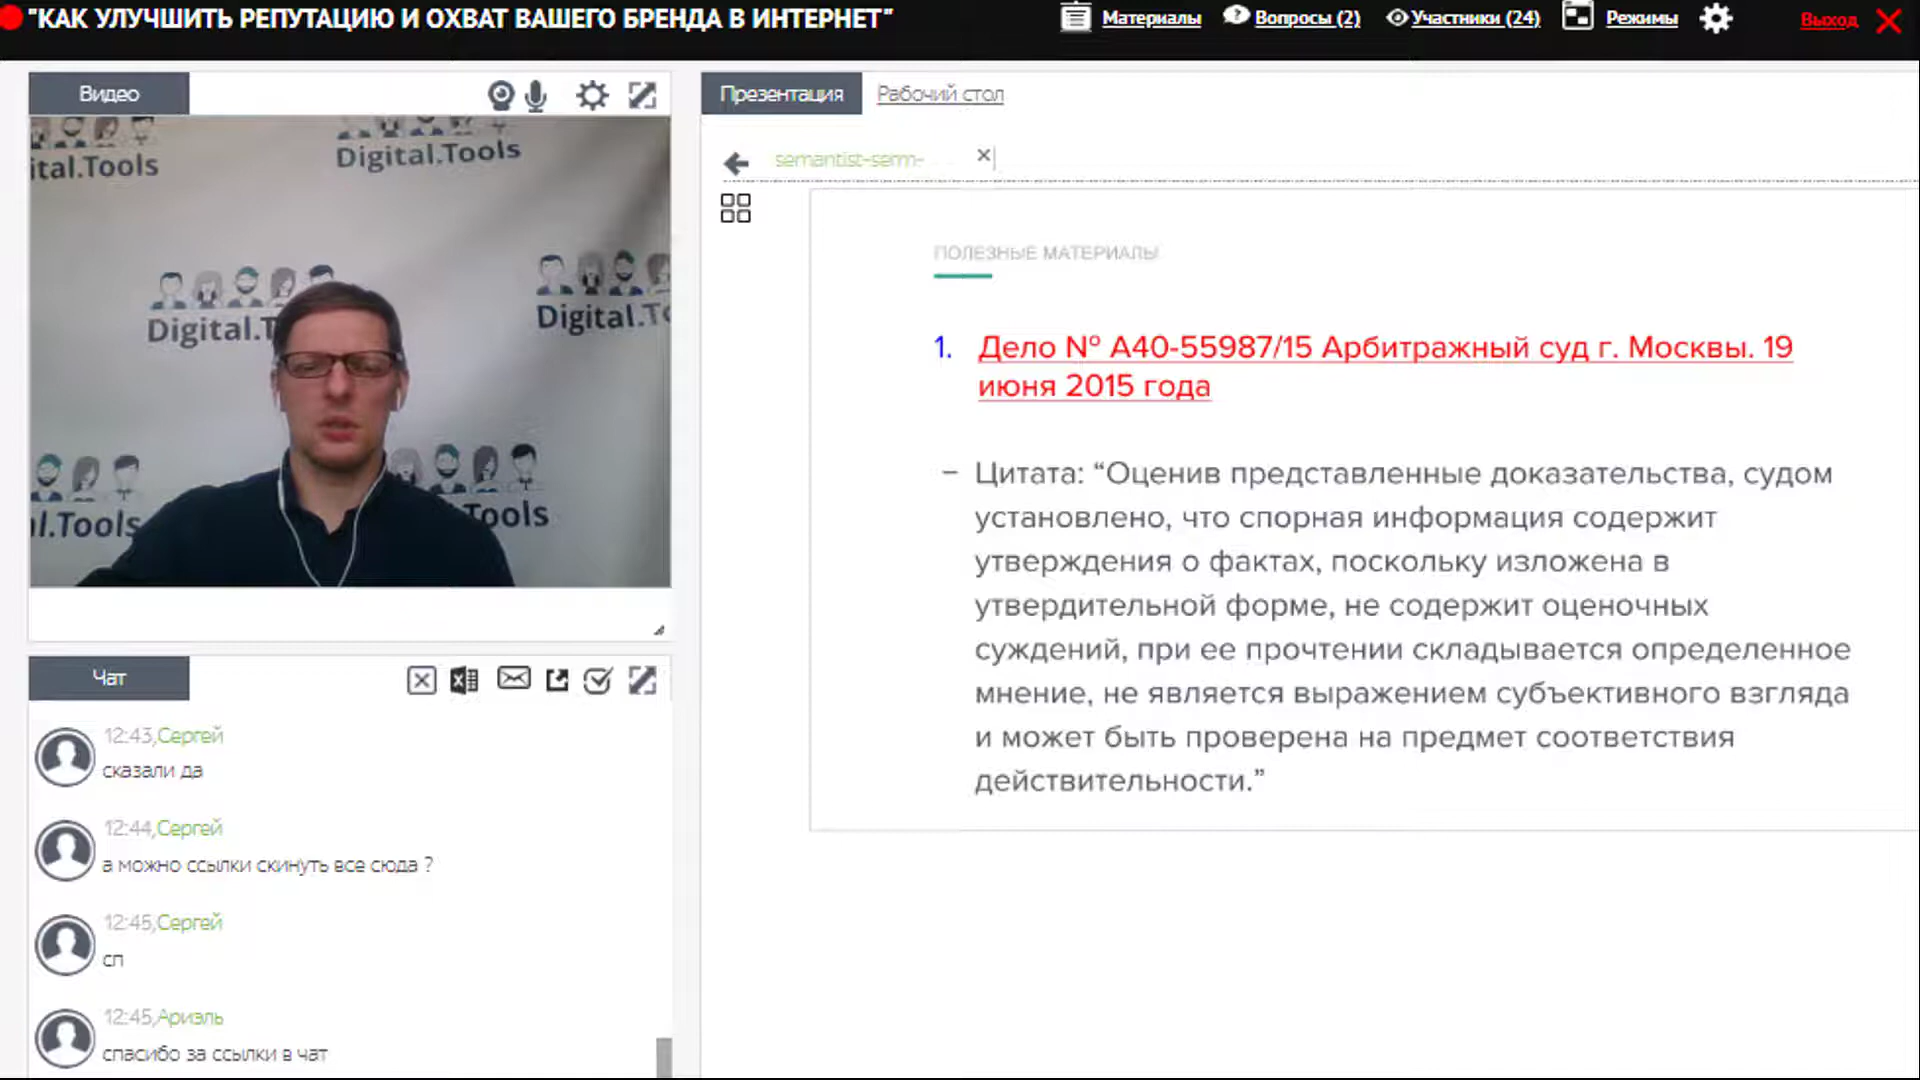 "КАК УЛУЧШИТЬ РЕПУТАЦИЮ И ОХВАТ ВАШЕГО БРЕНДА В ИНТЕРНЕТ"
Материалы
Вопросы (2)
Участники (24)
Режимы
Выход
Видео
ital.Tools
Digital.Tools
Digital.T
Digital.To
l.Tools
Tools
Чат
12:43,Сергей
сказали да
12:44,Сергей
а можно ссылки скинуть все сюда ?
12:45,Сергей
сп
12:45,Ариэль
спасибо за ссылки в чат
Презентация
Рабочий стол
semantist-serm-
ПОЛЕЗНЫЕ МАТЕРИАЛЫ
1. Дело № А40-55987/15 Арбитражный суд г. Москвы. 19
июня 2015 года
– Цитата: “Оценив представленные доказательства, судом
установлено, что спорная информация содержит
утверждения о фактах, поскольку изложена в
утвердительной форме, не содержит оценочных
суждений, при ее прочтении складывается определенное
мнение, не является выражением субъективного взгляда
и может быть проверена на предмет соответствия
действительности.”